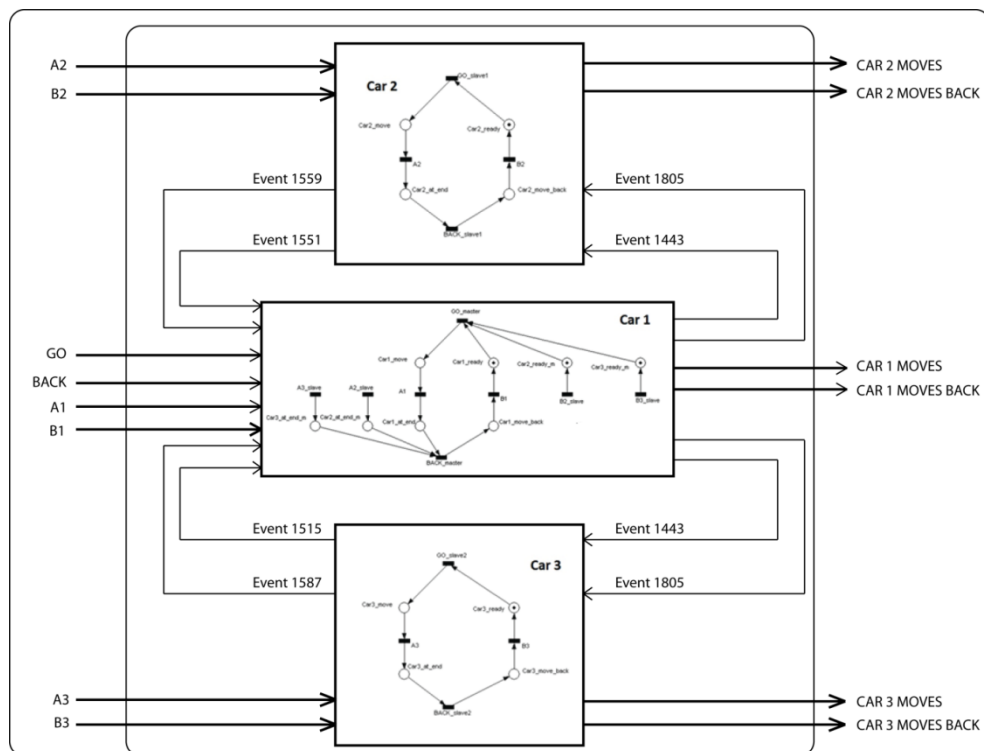 A2
B2
Car 2
GO_slave1
Car2_move
Car2_ready
A2
B2
Car2_at_end
Car2_move_back
BACK_slave1
CAR 2 MOVES
CAR 2 MOVES BACK
Event 1559
Event 1805
Event 1551
Event 1443
GO
BACK
A1
B1
Car 1
GO_master
Car1_move
Car1_ready
Car2_ready_m
Car3_ready_m
A3_slave
A2_slave
A1
B1
B2_slave
B3_slave
Car3_at_end_m
Car2_at_end_m
Car1_at_end
Car1_move_back
BACK_master
CAR 1 MOVES
CAR 1 MOVES BACK
Event 1515
Event 1443
Event 1587
Event 1805
GO_slave2
Car 3
Car3_move
Car3_ready
A3
B3
Car3_at_end
Car3_move_back
BACK_slave2
A3
B3
CAR 3 MOVES
CAR 3 MOVES BACK